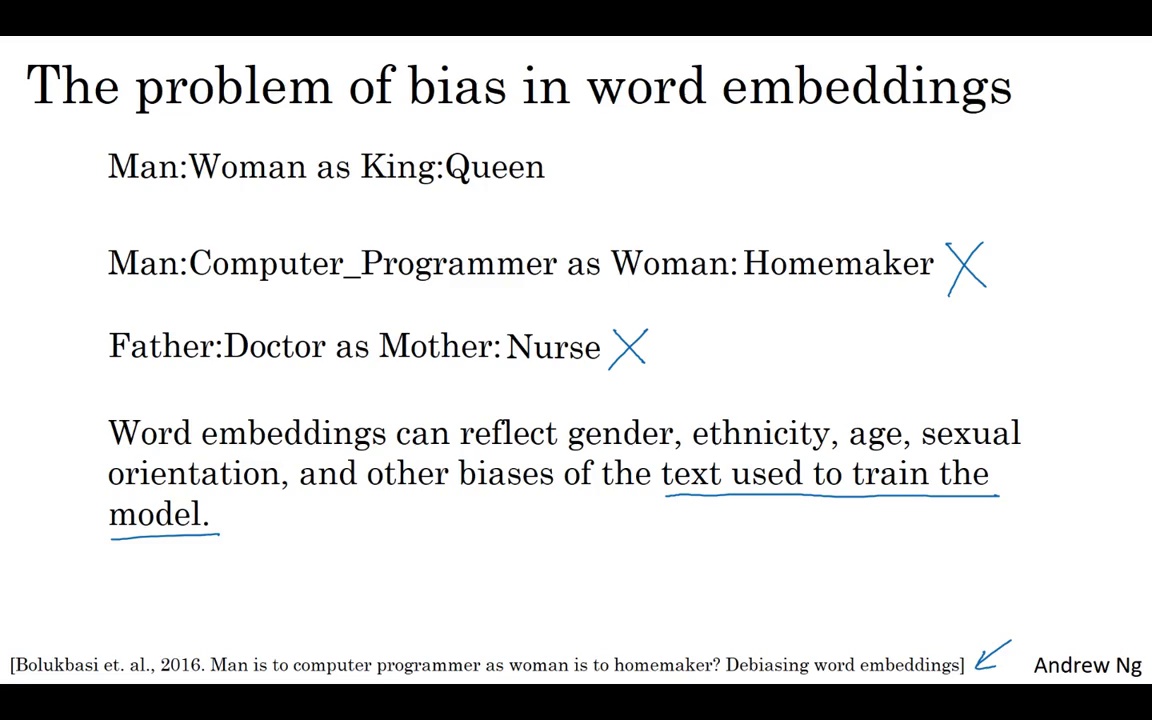 The problem of bias in word embeddings
Man:Woman as King:Queen
Man:Computer_Programmer as Woman:Homemaker
Father:Doctor as Mother:Nurse
Word embeddings can reflect gender, ethnicity, age, sexual
orientation, and other biases of the text used to train the
model.
[Bolukbasi et. al., 2016. Man is to computer programmer as woman is to homemaker? Debiasing word embeddings]
Andrew Ng